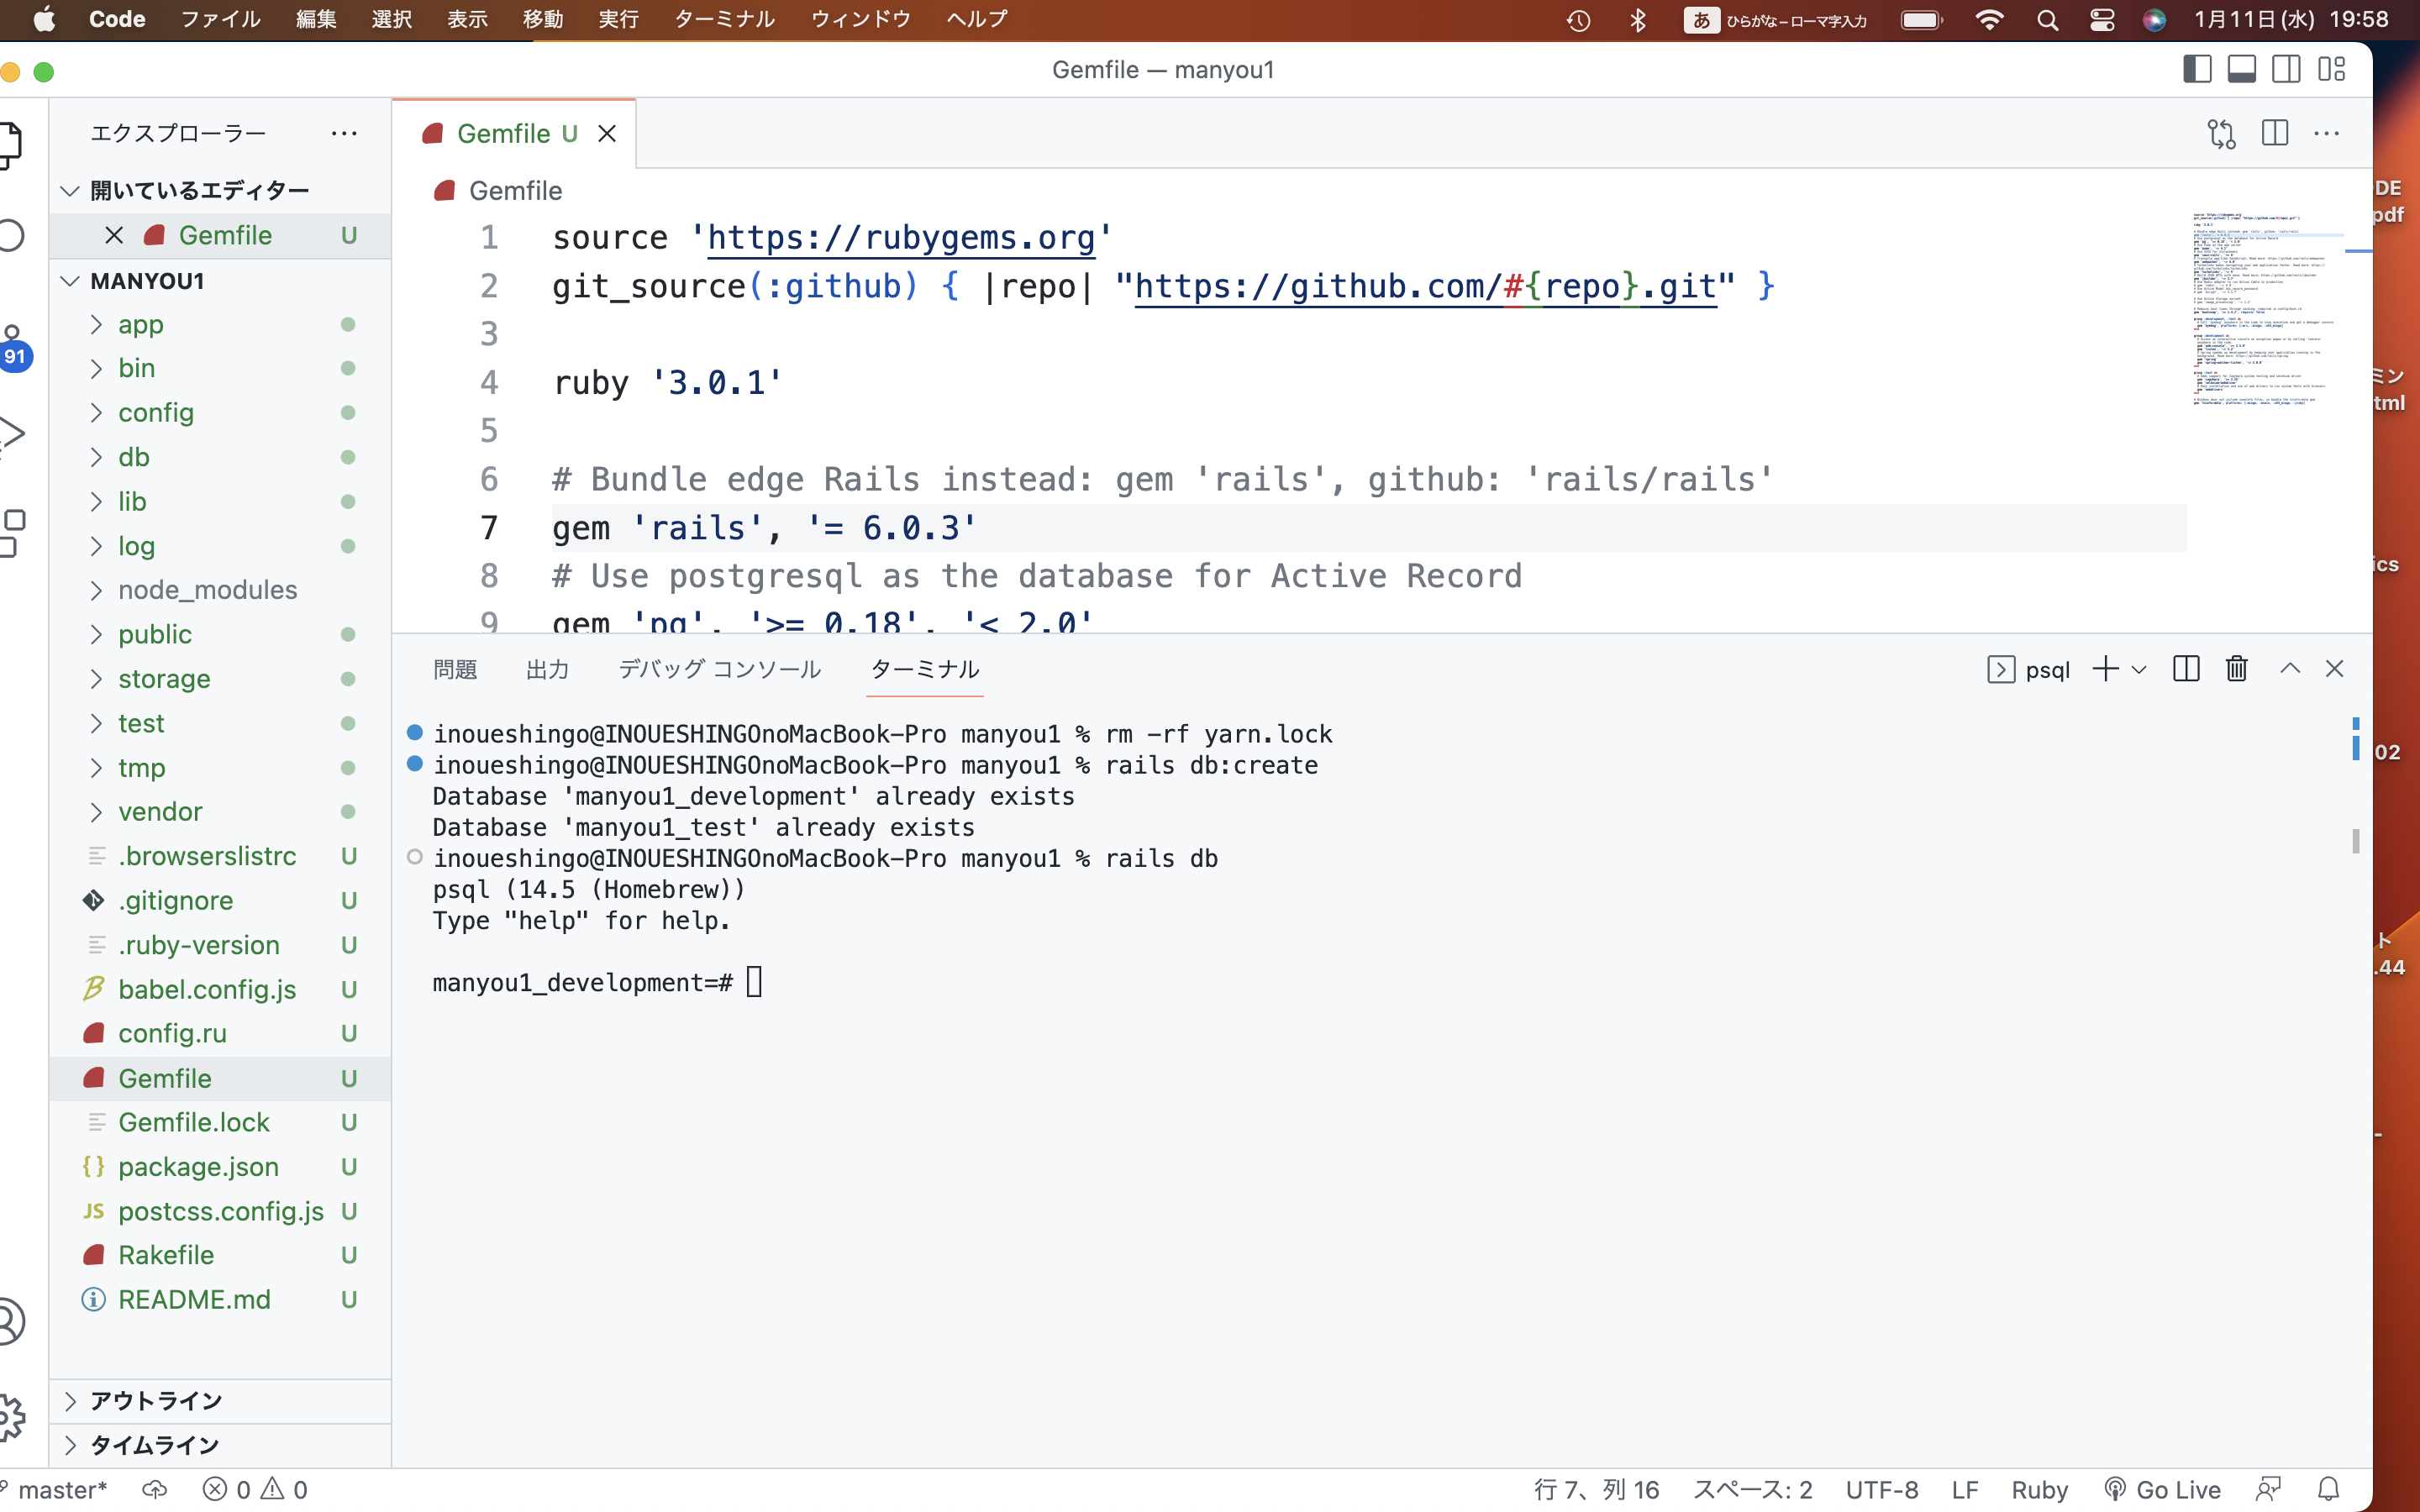 Code ファイル 編集 選択 表示 移動 実行 ターミナル ウィンドウ ヘルプ あ ひらがな – ローマ字入力 1月11日(水) 19:58
Gemfile — manyou1
エクスプローラー
開いているエディター
Gemfile U
MANYOU1
app
bin
config
db
lib
log
node_modules
public
storage
test
tmp
vendor
.browserslistrc U
.gitignore U
.ruby-version U
babel.config.js U
config.ru U
Gemfile U
Gemfile.lock U
package.json U
JS postcss.config.js U
Rakefile U
README.md U
アウトライン
タイムライン
91
Gemfile U
Gemfile
1 source 'https://rubygems.org'
2 git_source(:github) { |repo| "https://github.com/#{repo}.git" }
3
4 ruby '3.0.1'
5
6 # Bundle edge Rails instead: gem 'rails', github: 'rails/rails'
7 gem 'rails', '= 6.0.3'
8 # Use postgresql as the database for Active Record
9 gem 'pg', '>= 0.18', '< 2.0'
問題 出力 デバッグ コンソール ターミナル psql
inoueshingo@INOUESHINGOnoMacBook-Pro manyou1 % rm -rf yarn.lock
inoueshingo@INOUESHINGOnoMacBook-Pro manyou1 % rails db:create
Database 'manyou1_development' already exists
Database 'manyou1_test' already exists
inoueshingo@INOUESHINGOnoMacBook-Pro manyou1 % rails db
psql (14.5 (Homebrew))
Type "help" for help.
manyou1_development=#
master* 0 0 行 7、列 16 スペース: 2 UTF-8 LF Ruby Go Live
DE
pdf
ミン
tml
ics
02
ト
.44